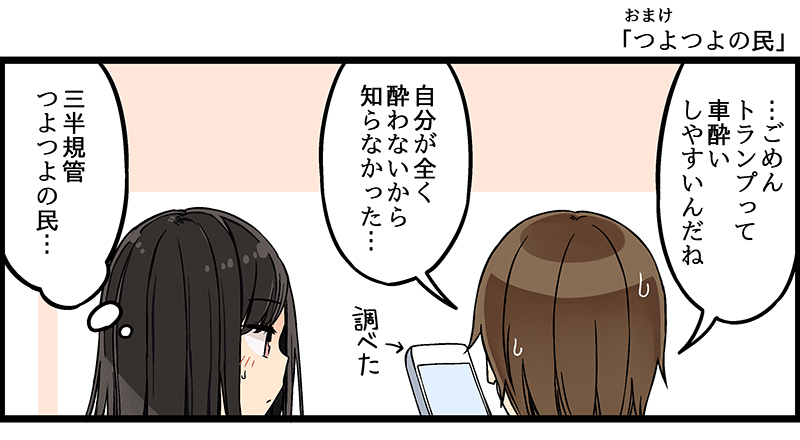 おまけ
「つよつよの民」
…ごめん
トランプって
車酔い
しやすいんだね
自分が全く
酔わないから
知らなかった…
調べた
三半規管
つよつよの民…